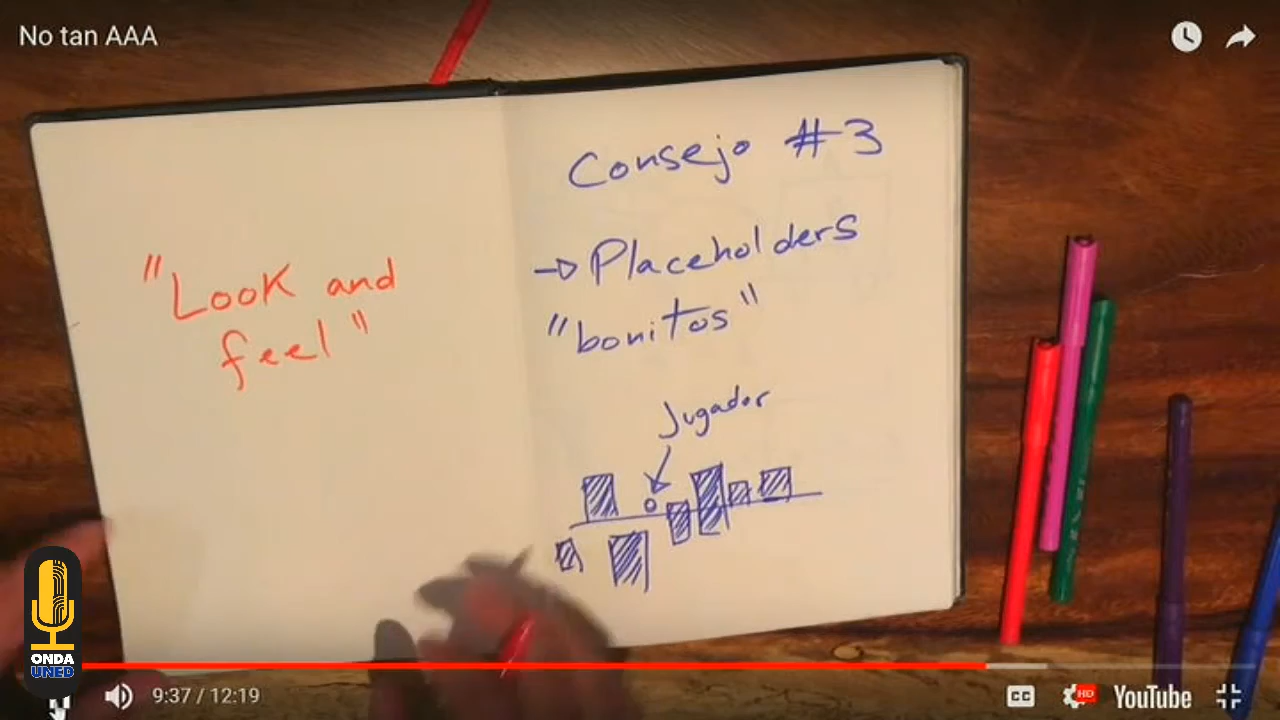 No tan AAA
"Look and
feel"
Consejo #3
→ Placeholders
"bonitos"
Jugador
ONDA
UNED
9:37 / 12:19
CC
HD
YouTube